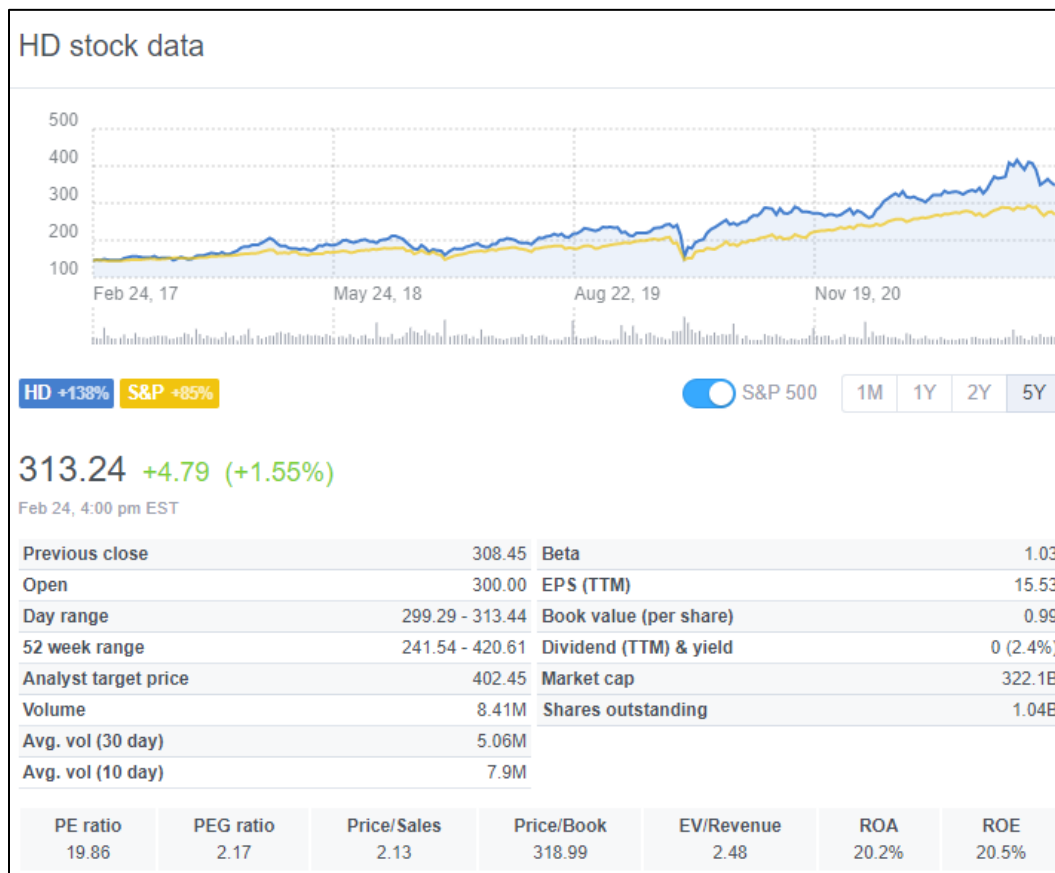 HD stock data
500
400
300
200
100
Feb 24, 17 May 24, 18 Aug 22, 19 Nov 19, 20
HD +138% S&P +85% S&P 500 1M 1Y 2Y 5Y
313.24 +4.79 (+1.55%)
Feb 24, 4:00 pm EST
Previous close 308.45 Beta 1.03
Open 300.00 EPS (TTM) 15.53
Day range 299.29 - 313.44 Book value (per share) 0.99
52 week range 241.54 - 420.61 Dividend (TTM) & yield 0 (2.4%)
Analyst target price 402.45 Market cap 322.1B
Volume 8.41M Shares outstanding 1.04B
Avg. vol (30 day) 5.06M
Avg. vol (10 day) 7.9M
PE ratio PEG ratio Price/Sales Price/Book EV/Revenue ROA ROE
19.86 2.17 2.13 318.99 2.48 20.2% 20.5%